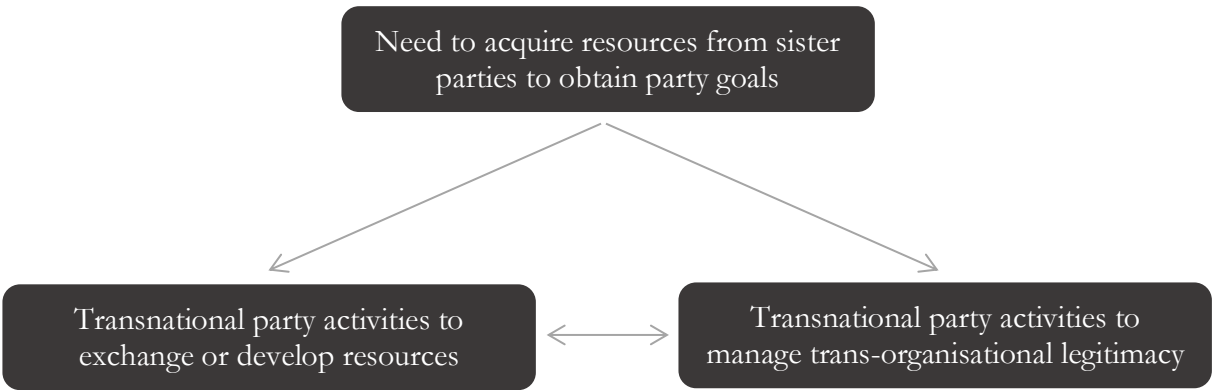 Need to acquire resources from sister
parties to obtain party goals
Transnational party activities to
exchange or develop resources
Transnational party activities to
manage trans-organisational legitimacy